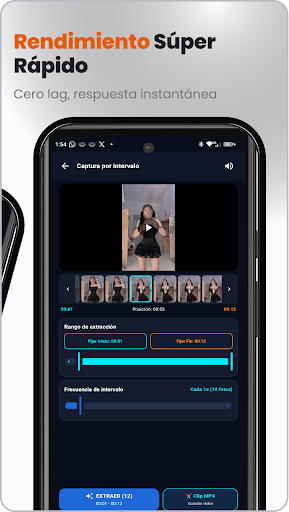 Rendimiento Súper
Rápido
Cero lag, respuesta instantánea
1:54
Captura por intervalo
00:01
Posición: 00:03
00:12
Rango de extracción
Fijar Inicio: 00:01
Fijar Fin: 00:12
Frecuencia de intervalo
Cada 1s (12 fotos)
EXTRAER (12)
00:01 - 00:12
Clip MP4
Guardar video